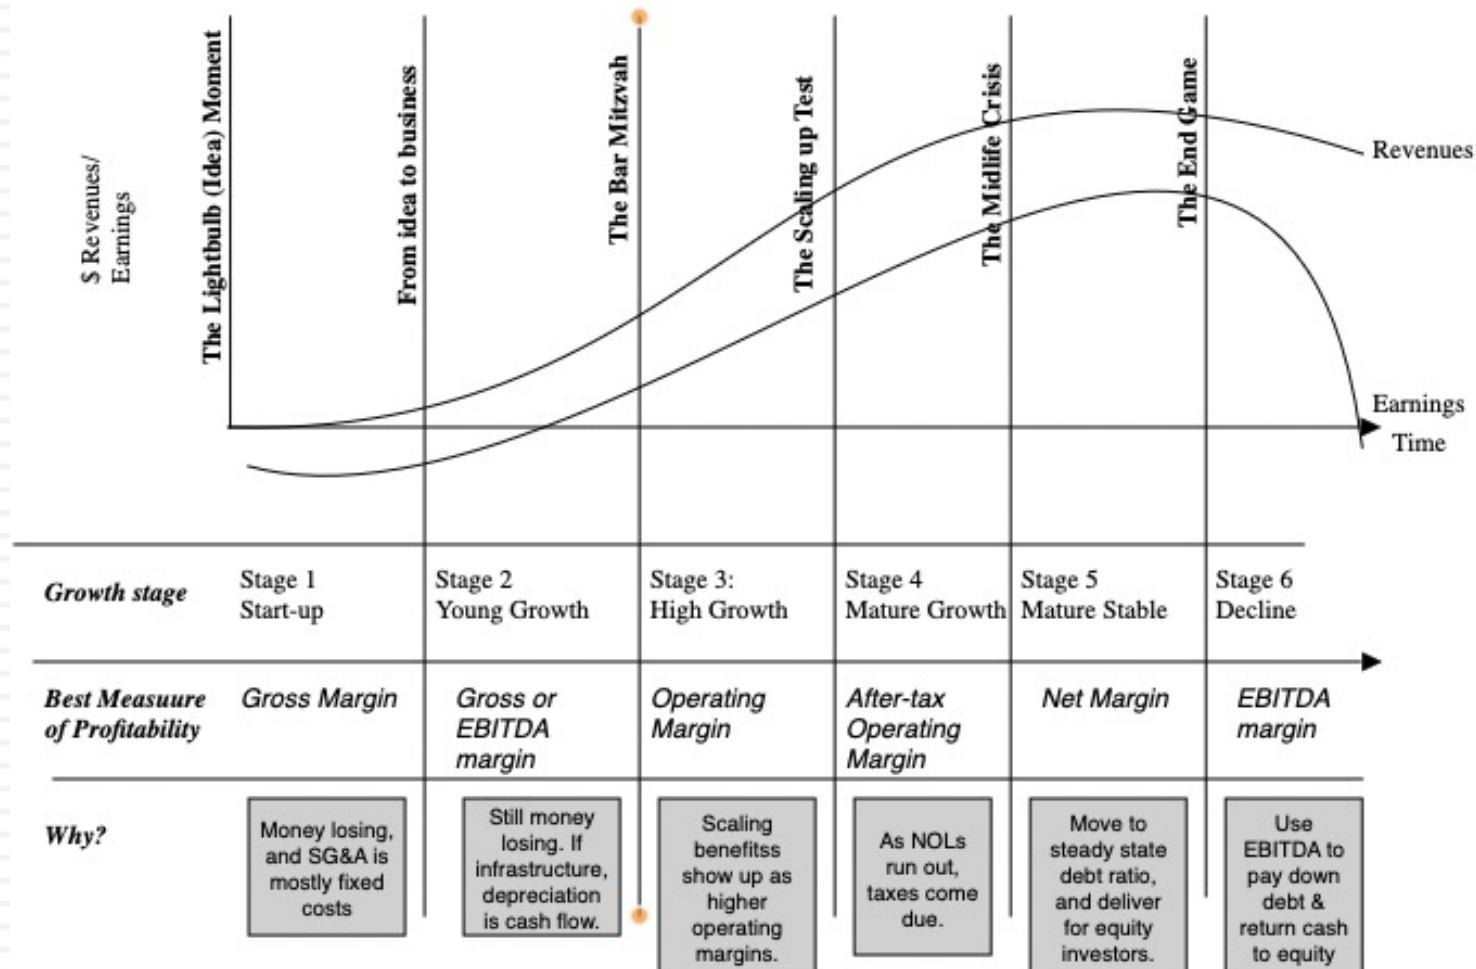 $ Revenues/
Earnings
The Lightbulb (Idea) Moment
From idea to business
The Bar Mitzvah
The Scaling up Test
The Midlife Crisis
The End Game
Revenues
Earnings
Time
Growth stage
Stage 1
Start-up
Stage 2
Young Growth
Stage 3:
High Growth
Stage 4
Mature Growth
Stage 5
Mature Stable
Stage 6
Decline
Best Measuure
of Profitability
Gross Margin
Gross or
EBITDA
margin
Operating
Margin
After-tax
Operating
Margin
Net Margin
EBITDA
margin
Why?
Money losing,
and SG&A is
mostly fixed
costs
Still money
losing. If
infrastructure,
depreciation
is cash flow.
Scaling
benefitss
show up as
higher
operating
margins.
As NOLs
run out,
taxes come
due.
Move to
steady state
debt ratio,
and deliver
for equity
investors.
Use
EBITDA to
pay down
debt &
return cash
to equity